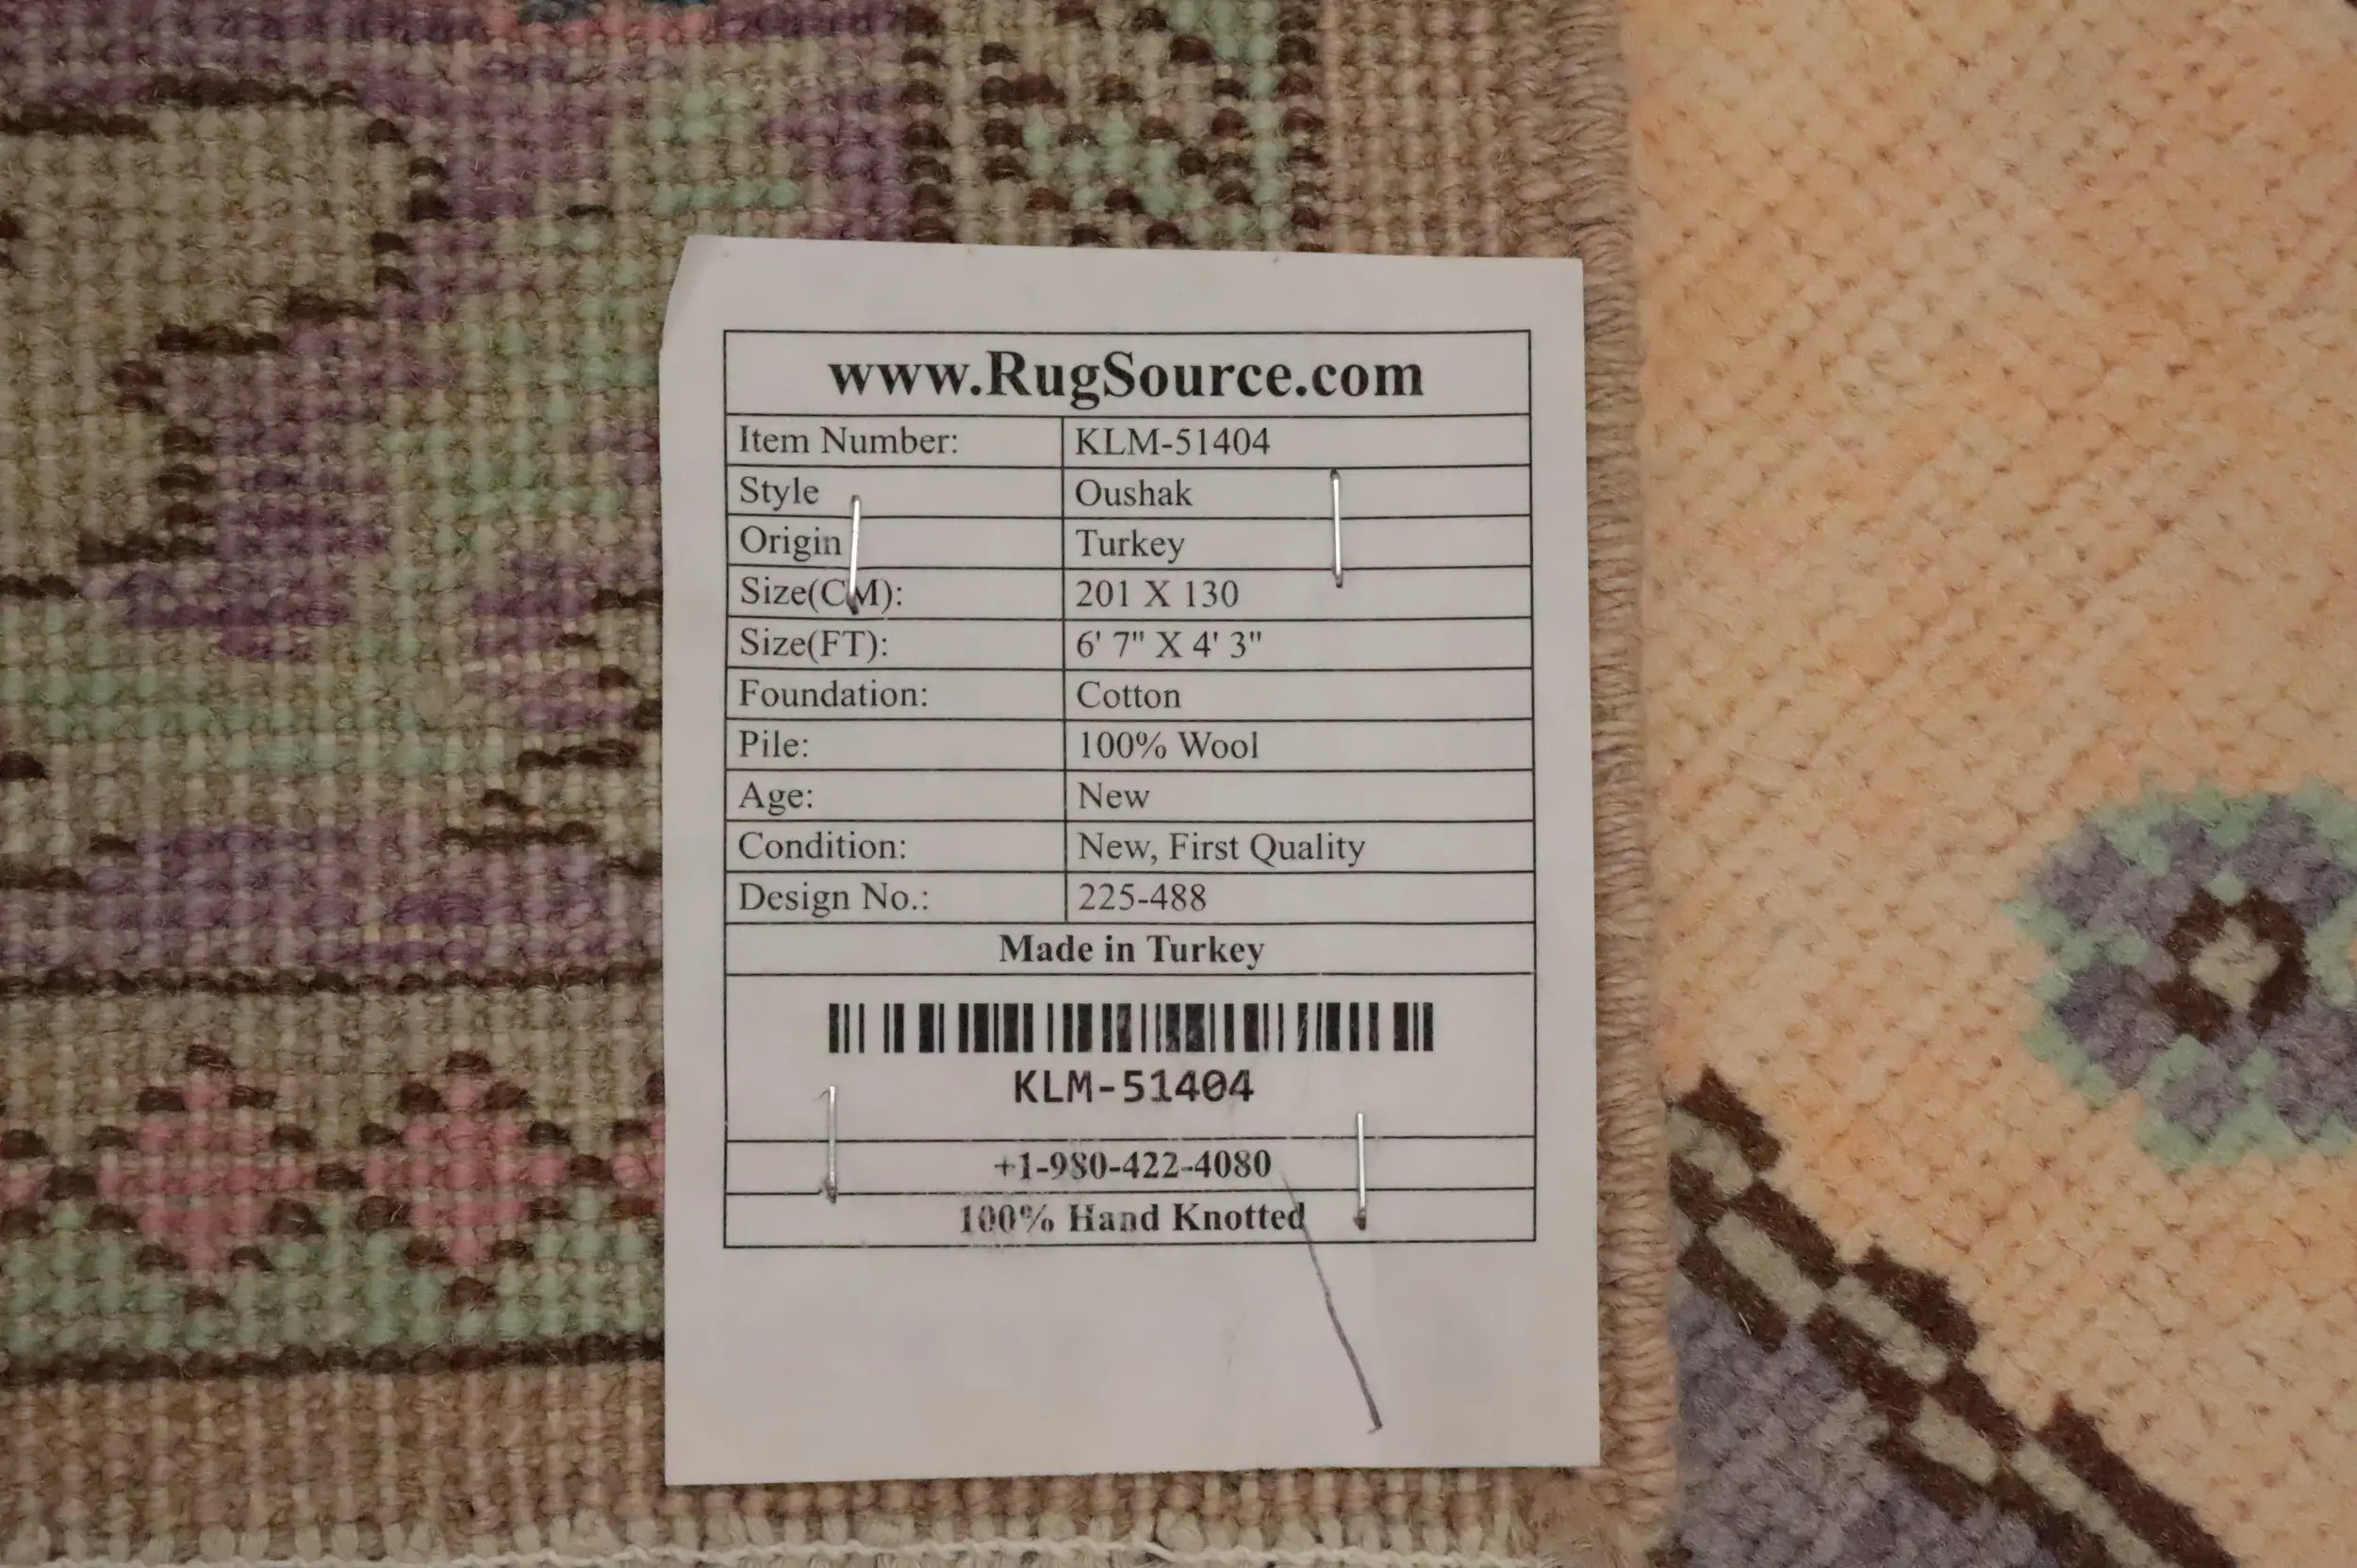 www.RugSource.com
Item Number: KLM-51404
Style Oushak
Origin Turkey
Size(CM): 201 X 130
Size(FT): 6' 7" X 4' 3"
Foundation: Cotton
Pile: 100% Wool
Age: New
Condition: New, First Quality
Design No.: 225-488
Made in Turkey
KLM-51404
+1-980-422-4080
100% Hand Knotted